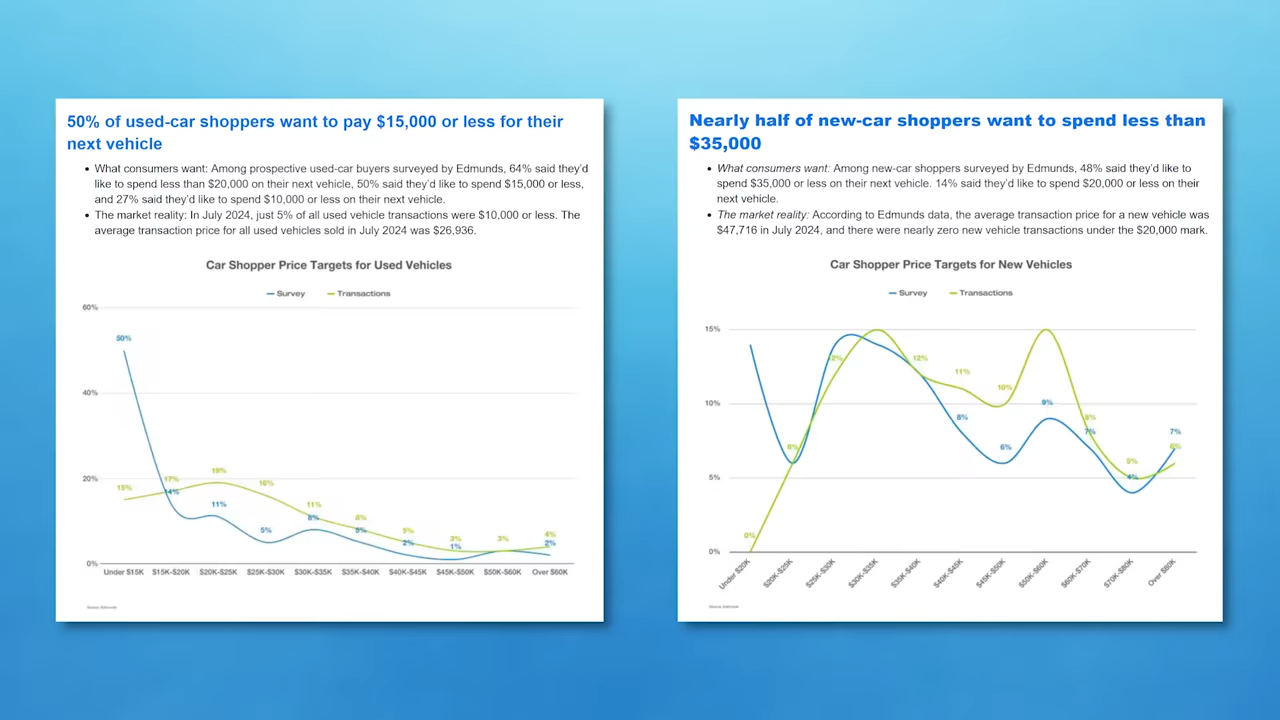 50% of used-car shoppers want to pay $15,000 or less for their
next vehicle
• What consumers want: Among prospective used-car buyers surveyed by Edmunds, 64% said they'd
like to spend less than $20,000 on their next vehicle, 50% said they'd like to spend $15,000 or less,
and 27% said they'd like to spend $10,000 or less on their next vehicle.
• The market reality: In July 2024, just 5% of all used vehicle transactions were $10,000 or less. The
average transaction price for all used vehicles sold in July 2024 was $26,936.
Car Shopper Price Targets for Used Vehicles
Survey Transactions
60%
40%
20%
0%
50%
15%
17%
14%
19%
11%
16%
5%
11%
8%
8%
5%
5%
2%
3%
1%
3%
4%
2%
Under $15K $15K-$20K $20K-$25K $25K-$30K $30K-$35K $35K-$40K $40K-$45K $45K-$50K $50K-$60K Over $60K
Source: Edmunds
Nearly half of new-car shoppers want to spend less than
$35,000
• What consumers want: Among new-car shoppers surveyed by Edmunds, 48% said they'd like to
spend $35,000 or less on their next vehicle. 14% said they'd like to spend $20,000 or less on their
next vehicle.
• The market reality: According to Edmunds data, the average transaction price for a new vehicle was
$47,716 in July 2024, and there were nearly zero new vehicle transactions under the $20,000 mark.
Car Shopper Price Targets for New Vehicles
Survey Transactions
15%
10%
5%
0%
0%
6%
12%
12%
11%
8%
10%
6%
9%
8%
7%
5%
4%
7%
6%
Under $20K $20K-$25K $25K-$30K $30K-$35K $35K-$40K $40K-$45K $45K-$50K $50K-$60K $60K-$70K $70K-$80K Over $80K
Source: Edmunds